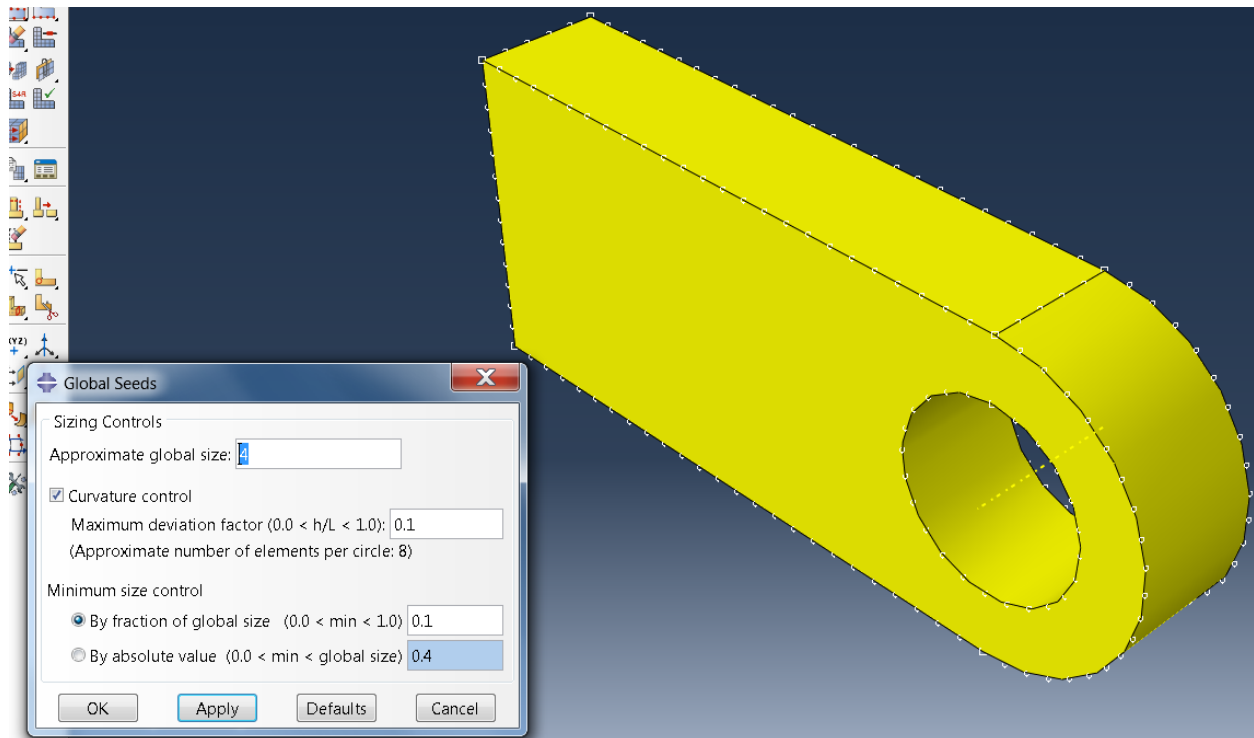 S4R
(XYZ)
Global Seeds
Sizing Controls
Approximate global size: 4
Curvature control
Maximum deviation factor (0.0 < h/L < 1.0): 0.1
(Approximate number of elements per circle: 8)
Minimum size control
By fraction of global size (0.0 < min < 1.0) 0.1
By absolute value (0.0 < min < global size) 0.4
OK Apply Defaults Cancel